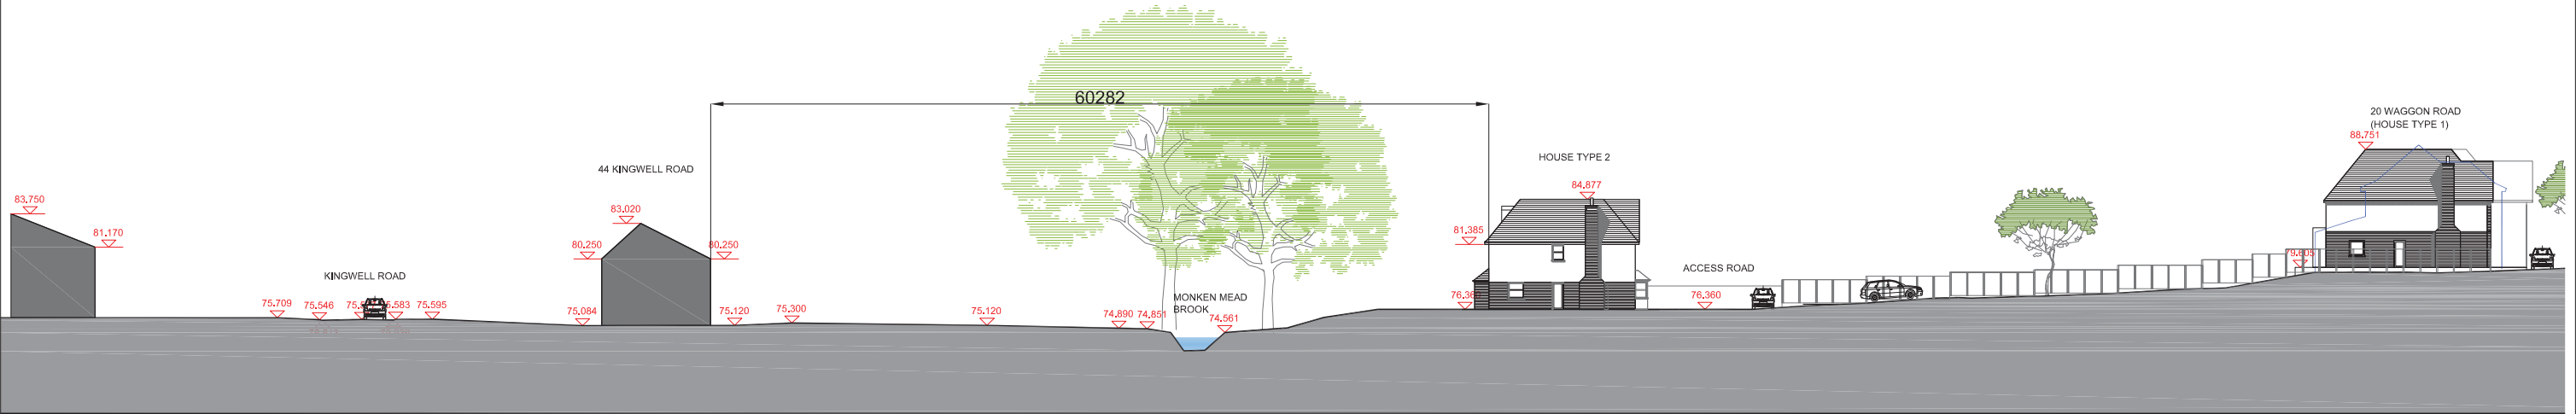 60282
20 WAGGON ROAD
(HOUSE TYPE 1)
88.751
HOUSE TYPE 2
44 KINGWELL ROAD
84.877
83.750
83.020
81.170
81.385
80.250
80.250
KINGWELL ROAD
ACCESS ROAD
MONKEN MEAD
BROOK
75.709
75.546
75.583
75.595
75.084
75.120
75.300
75.120
74.890
74.851
74.561
76.360